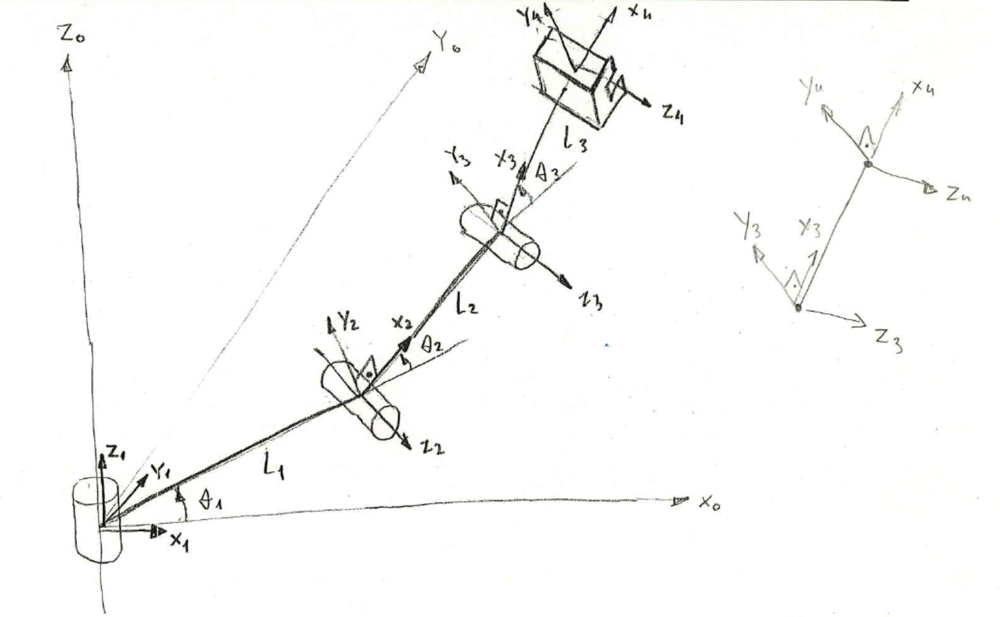 Z₀
Y₀
Y₄
X₄
Z₄
L₃
Y₃
X₃
θ₃
Z₃
L₂
Y₂
X₂
θ₂
Z₂
L₁
Z₁
Y₁
θ₁
X₁
X₀
Y₄
X₄
Z₄
Y₃
X₃
Z₃